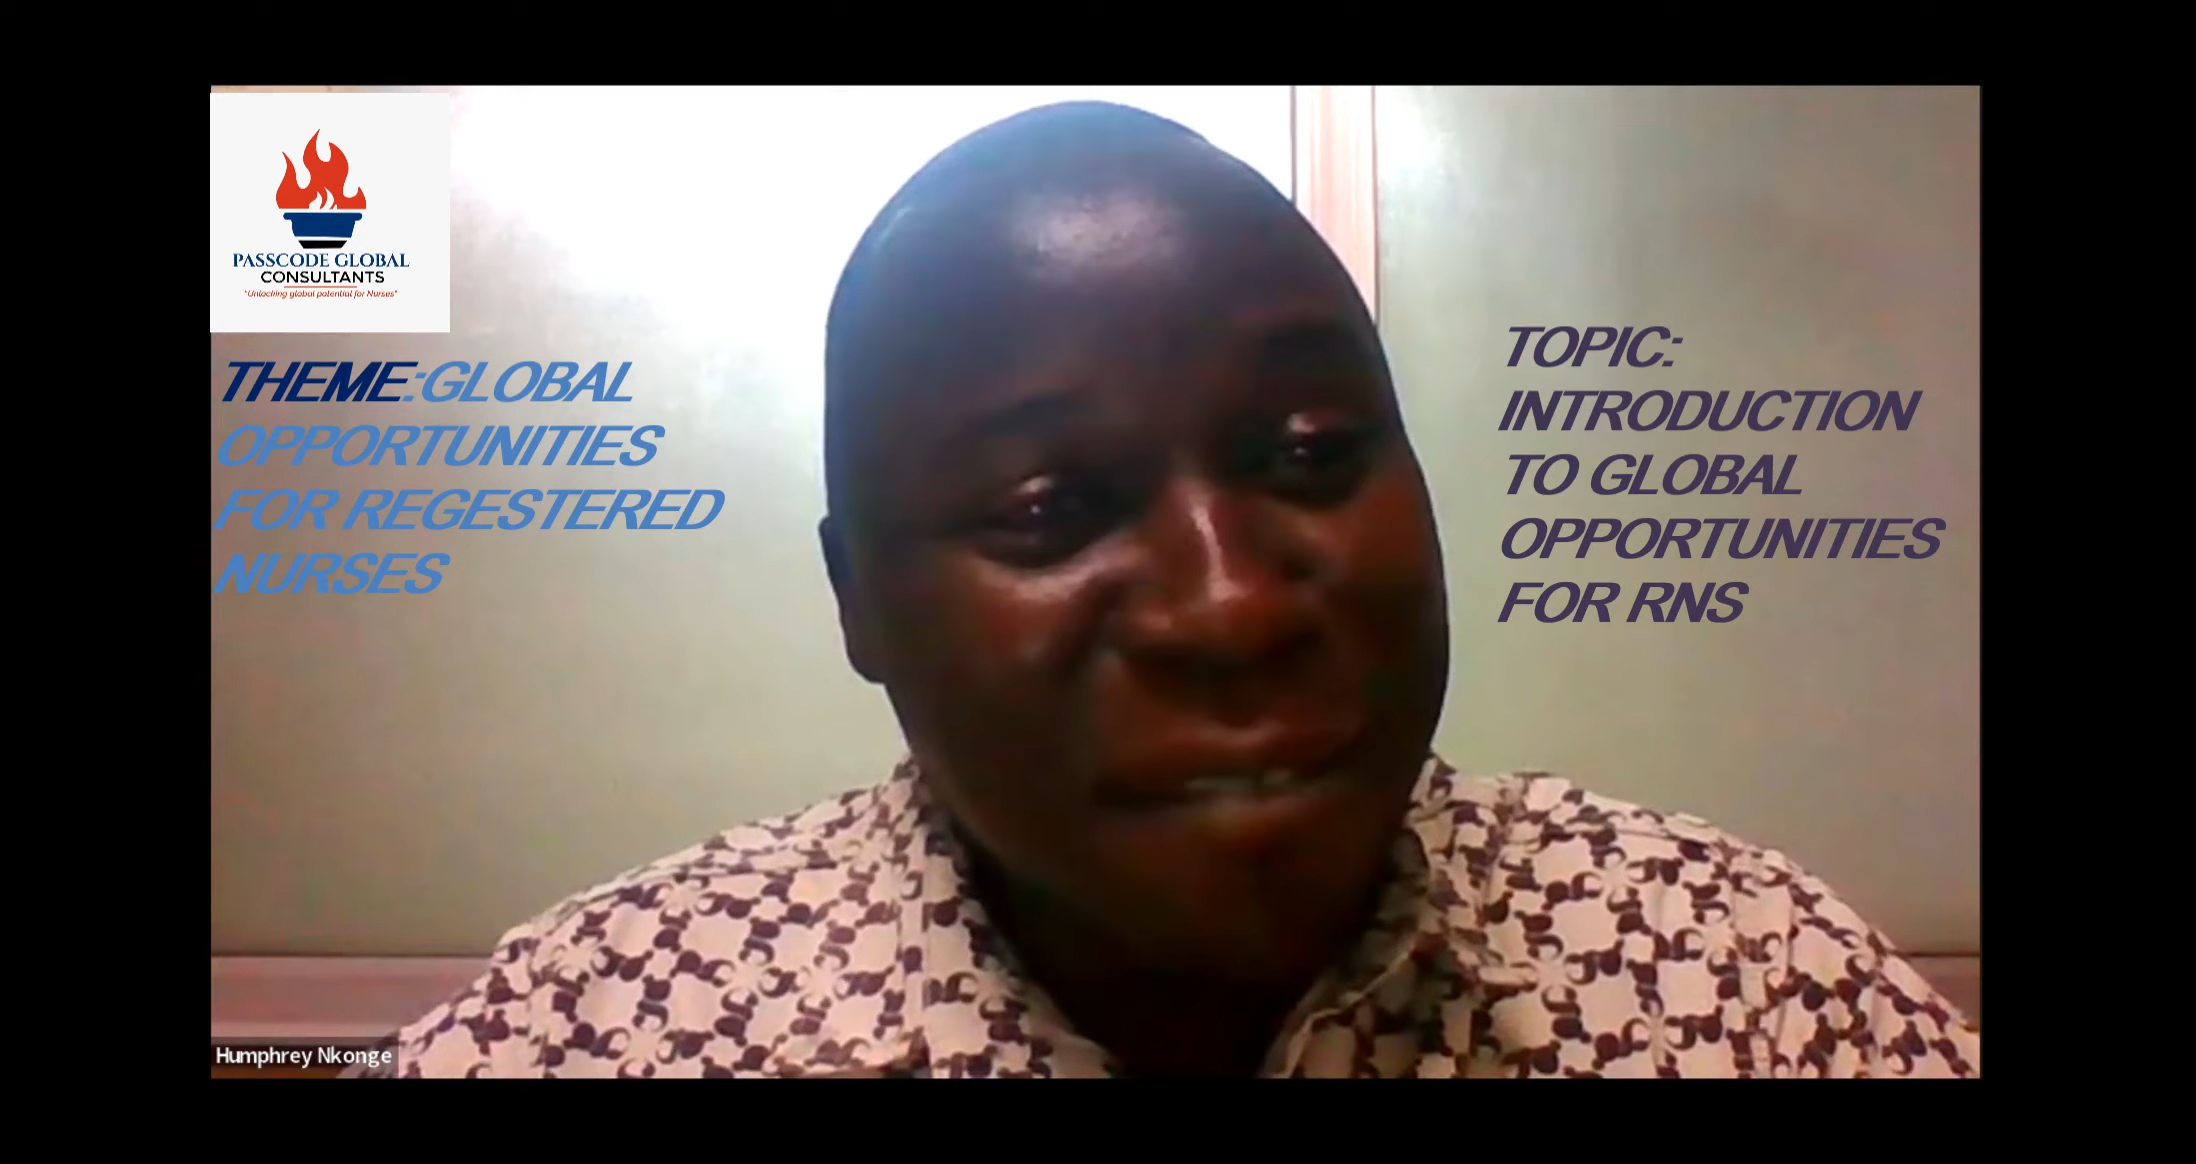 PASSCODE GLOBAL
CONSULTANTS
"Unlocking global potential for Nurses"
THEME:GLOBAL
OPPORTUNITIES
FOR REGESTERED
NURSES
TOPIC:
INTRODUCTION
TO GLOBAL
OPPORTUNITIES
FOR RNS
Humphrey Nkonge